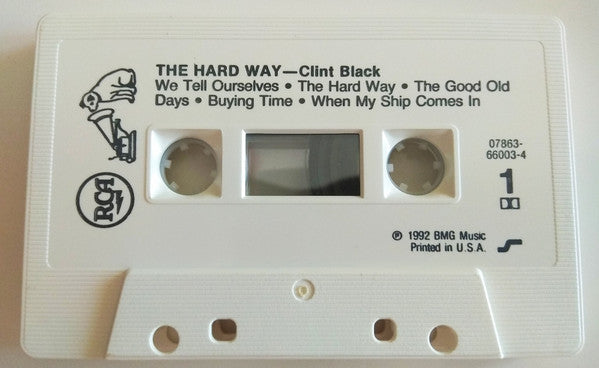 THE HARD WAY—Clint Black
We Tell Ourselves • The Hard Way • The Good Old
Days • Buying Time • When My Ship Comes In
07863-
66003-4
1
RCA
℗ 1992 BMG Music
Printed in U.S.A.